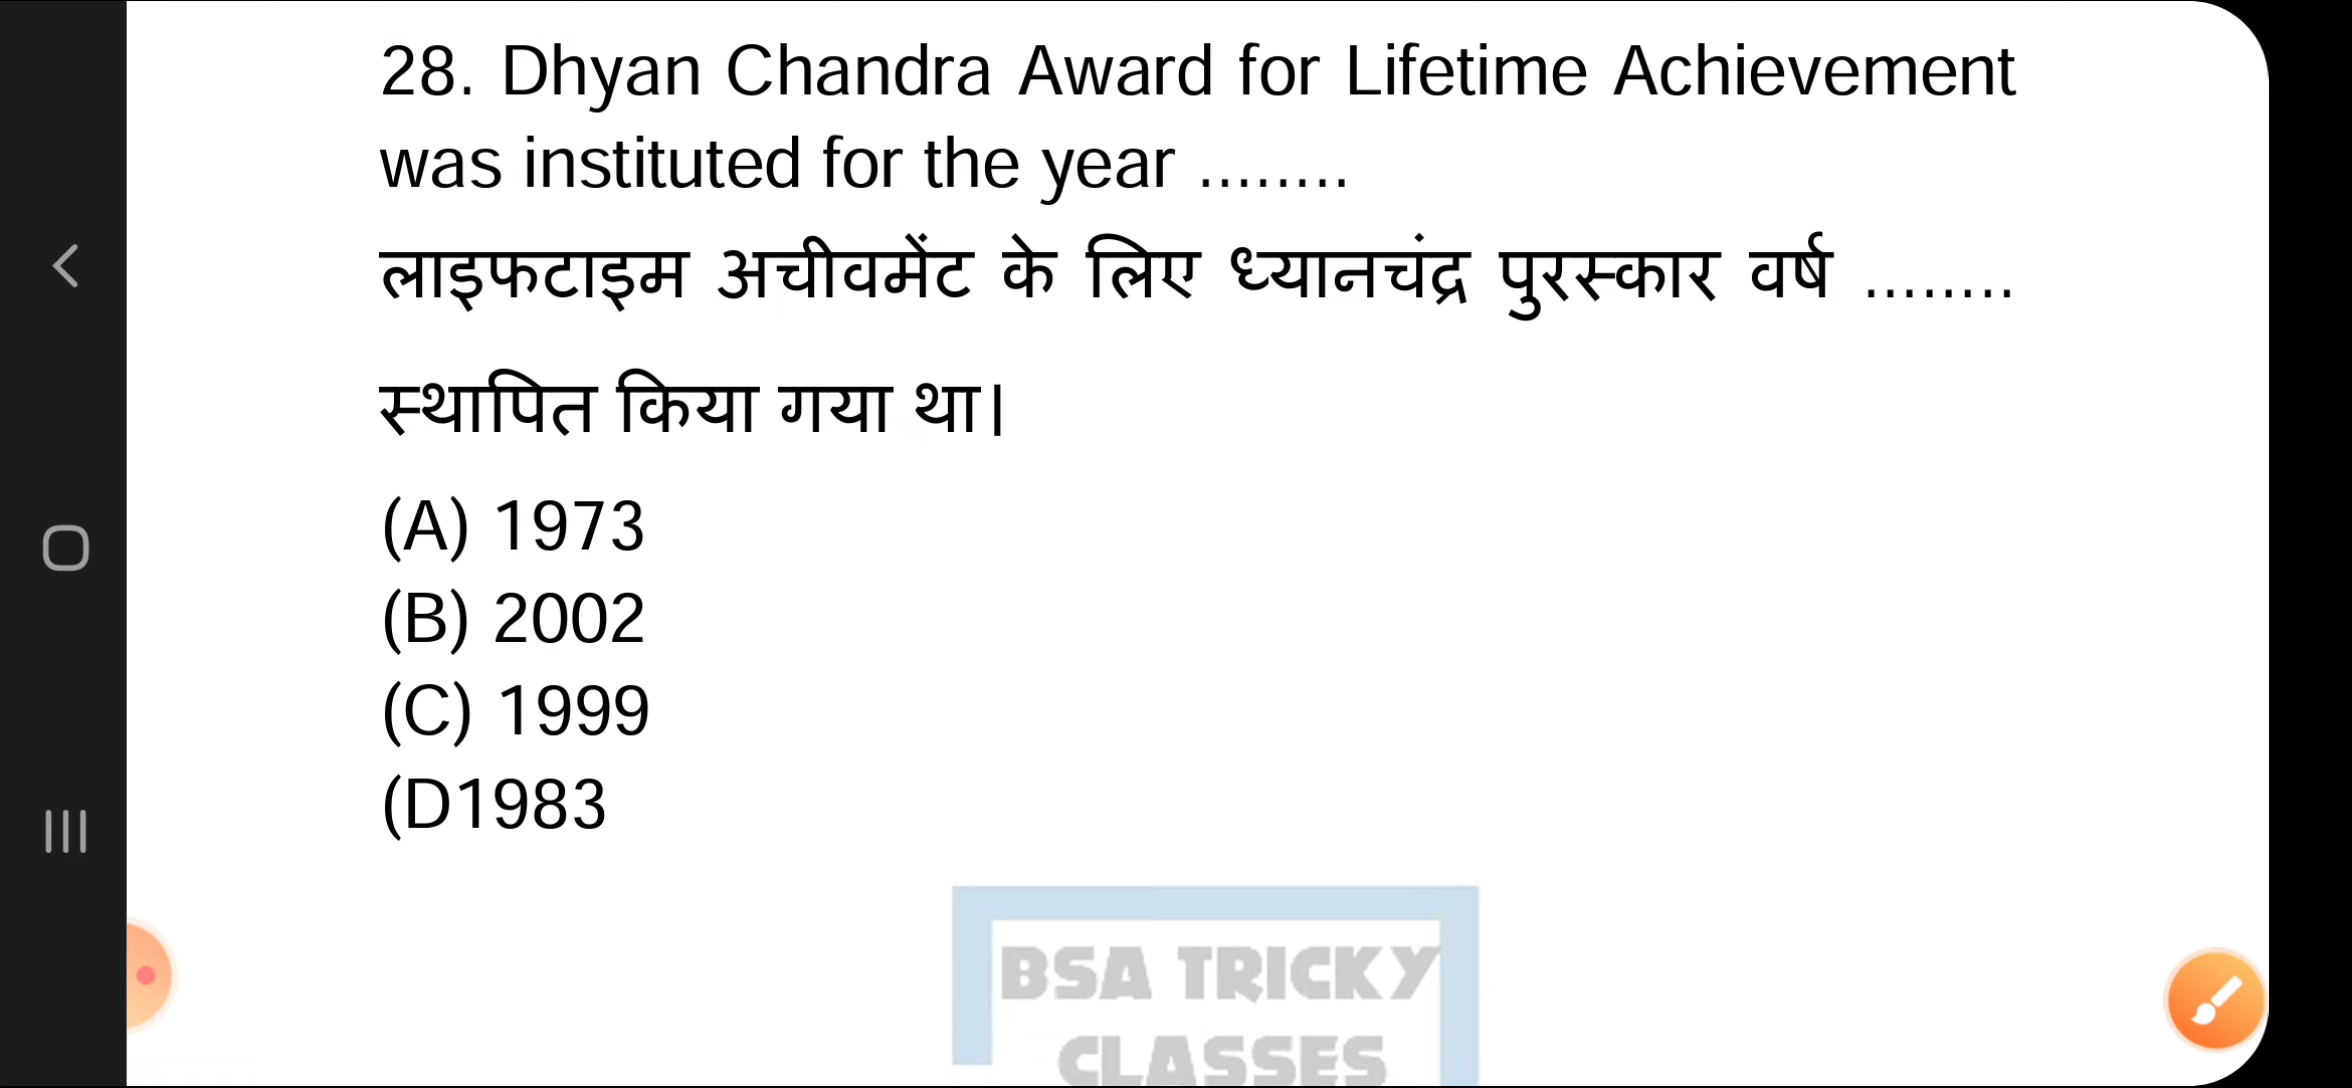 28. Dhyan Chandra Award for Lifetime Achievement
was instituted for the year ........
लाइफटाइम अचीवमेंट के लिए ध्यानचंद्र पुरस्कार वर्ष ........
स्थापित किया गया था।
(A) 1973
(B) 2002
(C) 1999
(D1983
BSA TRICKY
CLASSES